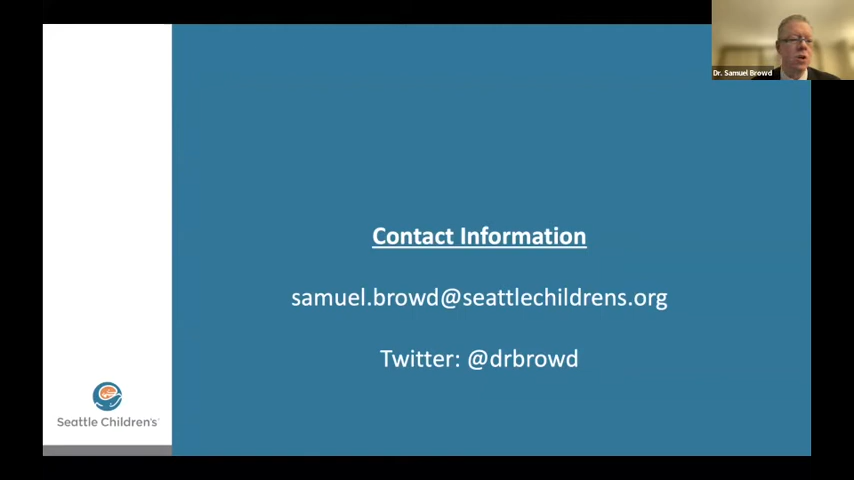 Dr. Samuel Browd
Contact Information
samuel.browd@seattlechildrens.org
Twitter: @drbrowd
Seattle Children's